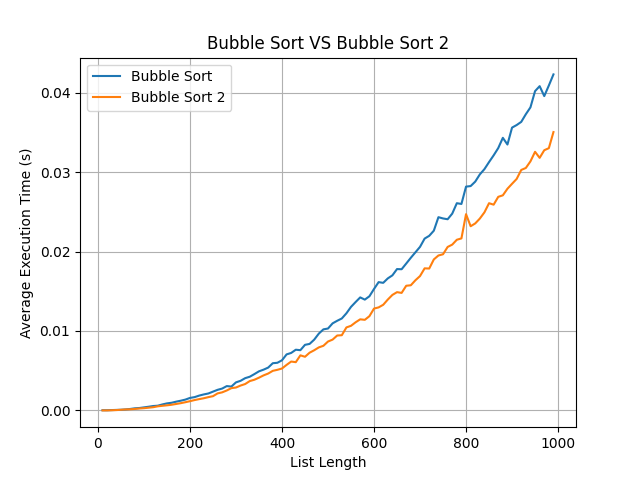 Bubble Sort VS Bubble Sort 2
Bubble Sort
Bubble Sort 2
Average Execution Time (s)
0.04
0.03
0.02
0.01
0.00
0 200 400 600 800 1000
List Length